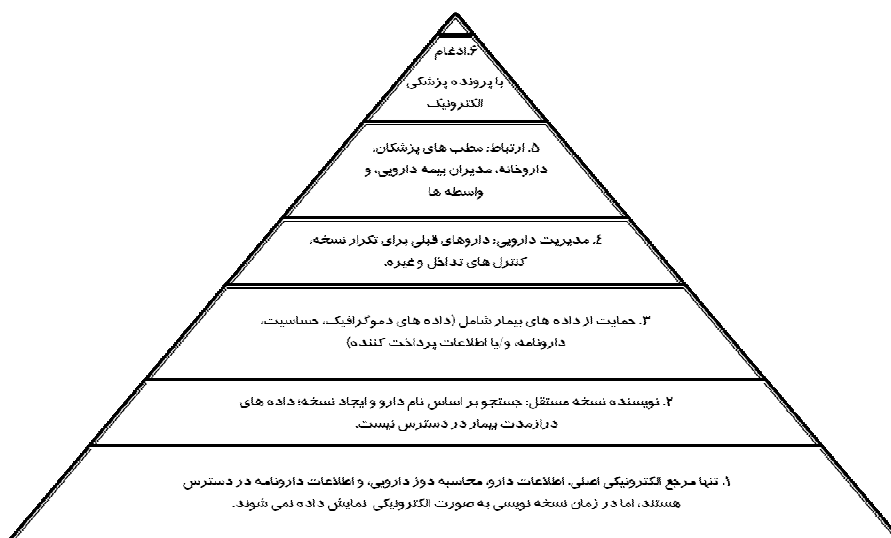 ۶.ادغام
با پرونده پزشکی
الکترونیک
۵. ارتباط: مطب های پزشکان،
داروخانه، مدیران بیمه دارویی، و
واسطه ها
٤. مدیریت دارویی: داروهای قبلی برای تکرار نسخه،
کنترل های تداخل وغیره.
۳. حمایت از داده های بیمار شامل (داده های دموگرافیک، حساسیت،
دارونامه، و/یا اطلاعات پرداخت کننده)
۲. نویسنده نسخه مستقل: جستجو بر اساس نام دارو و ایجاد نسخه؛ داده های
درازمدت بیمار در دسترس نیست.
۱. تنها مرجع الکترونیکی اصلی. اطلاعات دارو، محاسبه دوز دارویی، و اطلاعات دارونامه در دسترس
هستند، اما در زمان نسخه نویسی به صورت الکترونیکی نمایش داده نمی شوند.